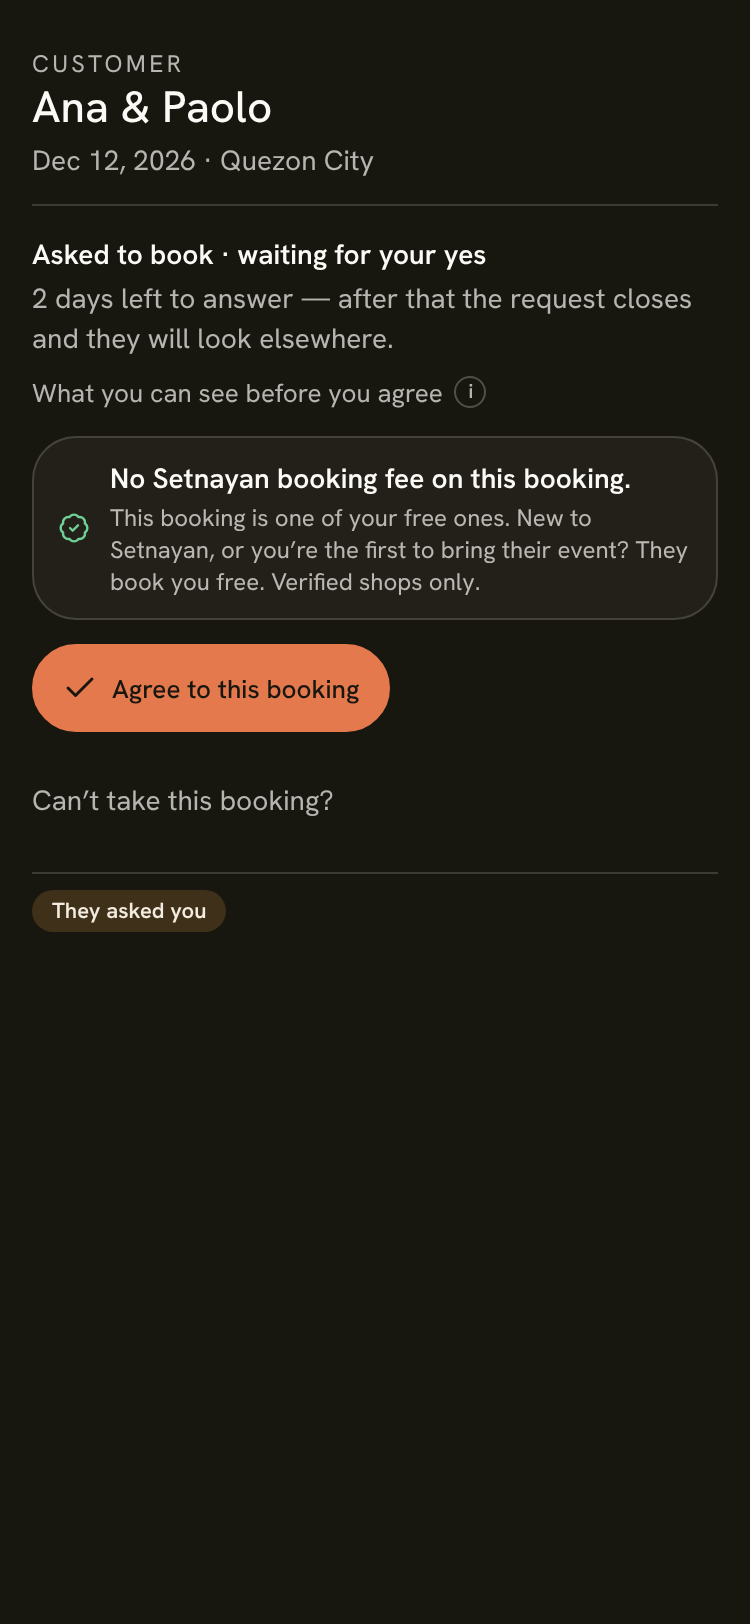 CUSTOMER
Ana & Paolo
Dec 12, 2026 · Quezon City
Asked to book · waiting for your yes
2 days left to answer — after that the request closes
and they will look elsewhere.
What you can see before you agree i
No Setnayan booking fee on this booking.
This booking is one of your free ones. New to
Setnayan, or you’re the first to bring their event? They
book you free. Verified shops only.
Agree to this booking
Can’t take this booking?
They asked you